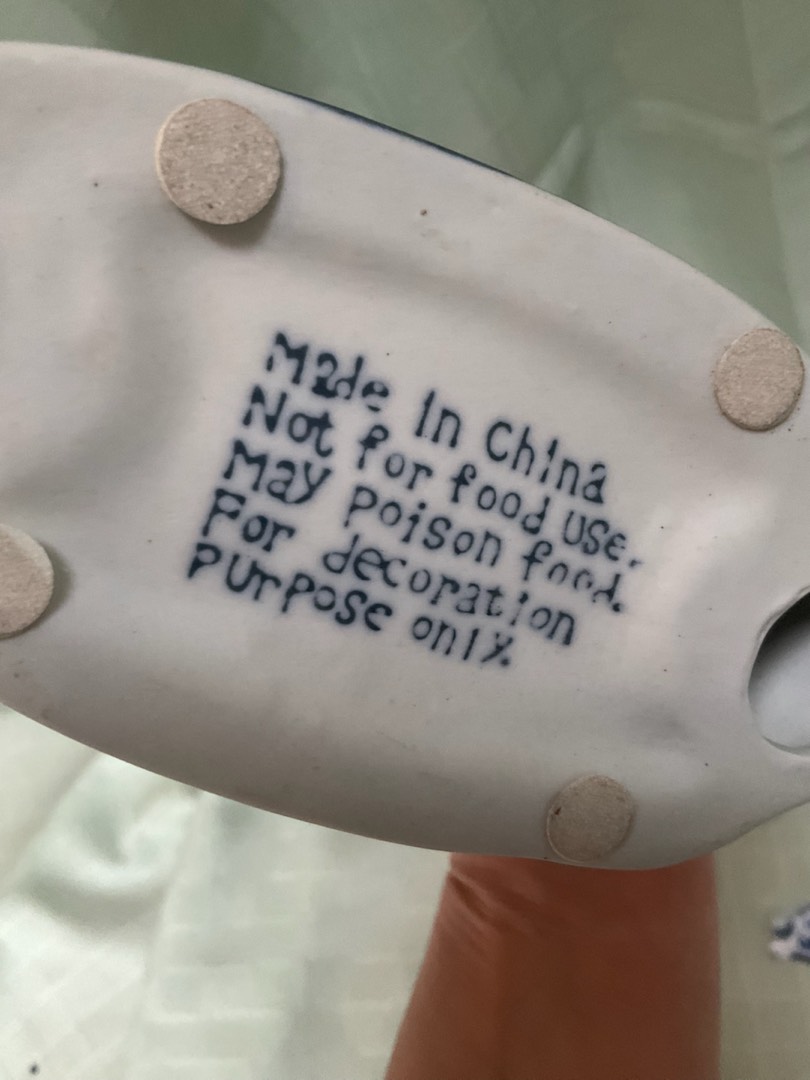 Made In China
Not for food use.
May poison food.
For decoration
purpose only.